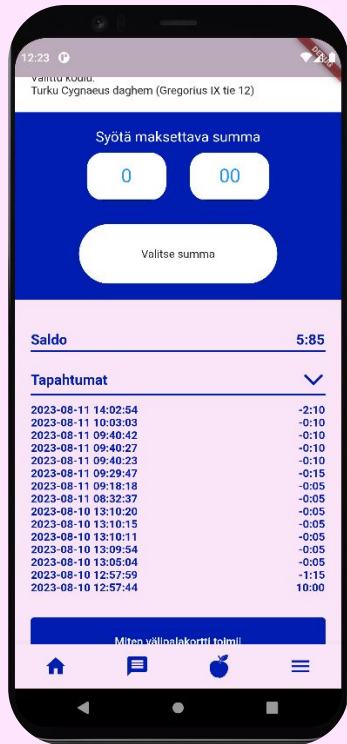 12:23
DEBUG
Valittu koulu:
Turku Cygnaeus daghem (Gregorius IX tie 12)
Syötä maksettava summa
0 00
Valitse summa
Saldo 5:85
Tapahtumat
2023-08-11 14:02:54 -2:10
2023-08-11 10:03:03 -0:10
2023-08-11 09:40:42 -0:10
2023-08-11 09:40:27 -0:10
2023-08-11 09:40:23 -0:10
2023-08-11 09:29:47 -0:15
2023-08-11 09:18:18 -0:05
2023-08-11 08:32:37 -0:05
2023-08-10 13:10:20 -0:05
2023-08-10 13:10:15 -0:05
2023-08-10 13:10:11 -0:05
2023-08-10 13:09:54 -0:05
2023-08-10 13:05:04 -0:05
2023-08-10 12:57:59 -1:15
2023-08-10 12:57:44 10:00
Miten välipalakortti toimii